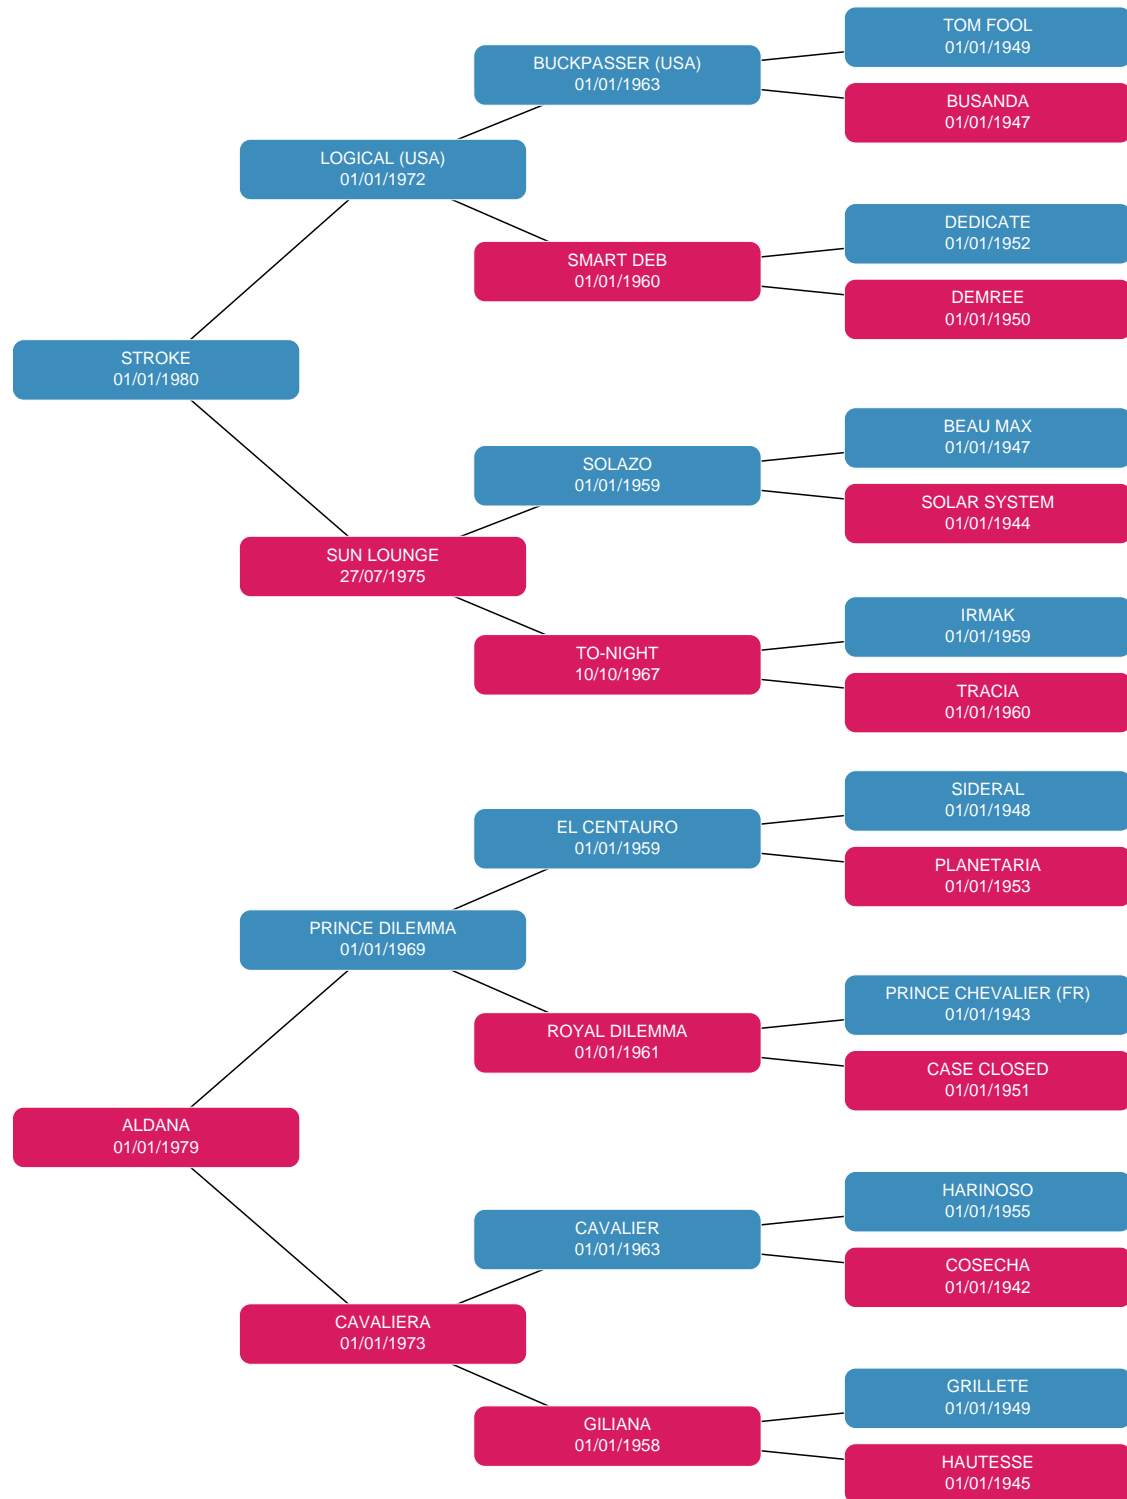 TOM FOOL
01/01/1949
BUCKPASSER (USA)
01/01/1963
BUSANDA
01/01/1947
LOGICAL (USA)
01/01/1972
DEDICATE
01/01/1952
SMART DEB
01/01/1960
DEMREE
01/01/1950
STROKE
01/01/1980
BEAU MAX
01/01/1947
SOLAZO
01/01/1959
SOLAR SYSTEM
01/01/1944
SUN LOUNGE
27/07/1975
IRMAK
01/01/1959
TO-NIGHT
10/10/1967
TRACIA
01/01/1960
SIDERAL
01/01/1948
EL CENTAURO
01/01/1959
PLANETARIA
01/01/1953
PRINCE DILEMMA
01/01/1969
PRINCE CHEVALIER (FR)
01/01/1943
ROYAL DILEMMA
01/01/1961
CASE CLOSED
01/01/1951
ALDANA
01/01/1979
HARINOSO
01/01/1955
CAVALIER
01/01/1963
COSECHA
01/01/1942
CAVALIERA
01/01/1973
GRILLETE
01/01/1949
GILIANA
01/01/1958
HAUTESSE
01/01/1945